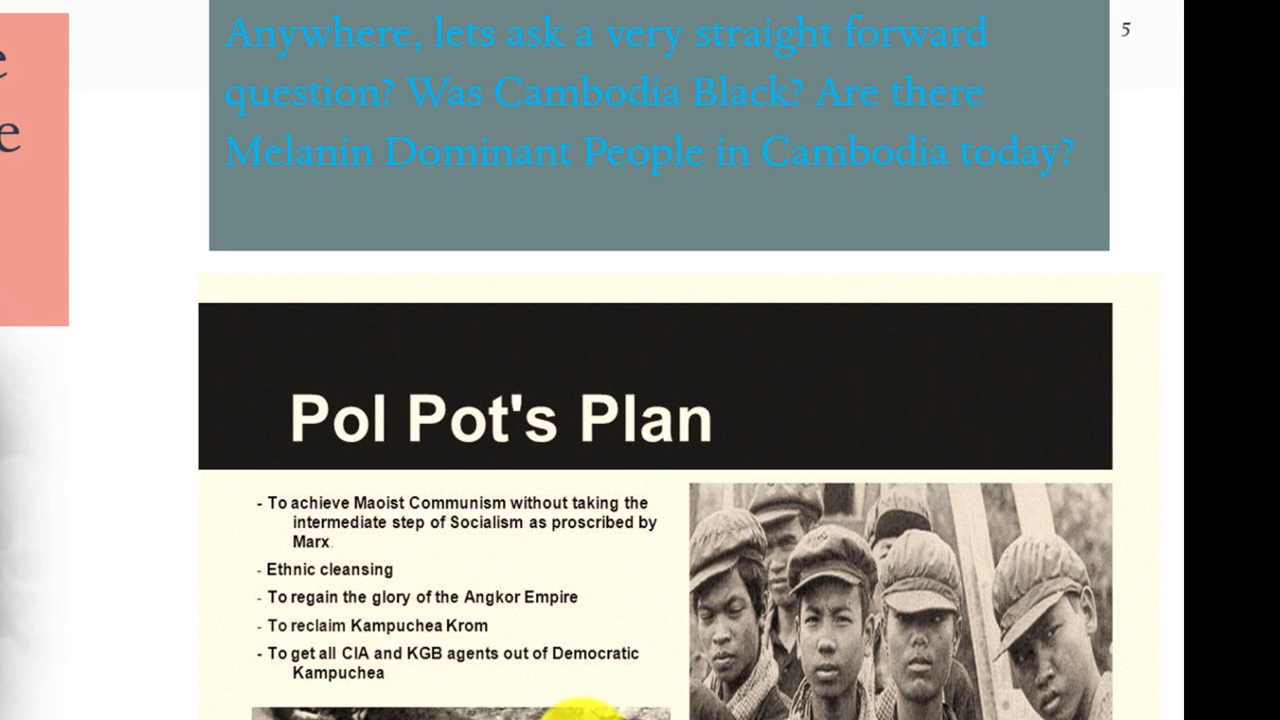 e
e
Anywhere, lets ask a very straight forward
question? Was Cambodia Black? Are there
Melanin Dominant People in Cambodia today?
5
Pol Pot's Plan
- To achieve Maoist Communism without taking the
intermediate step of Socialism as proscribed by
Marx.
- Ethnic cleansing
- To regain the glory of the Angkor Empire
- To reclaim Kampuchea Krom
- To get all CIA and KGB agents out of Democratic
Kampuchea